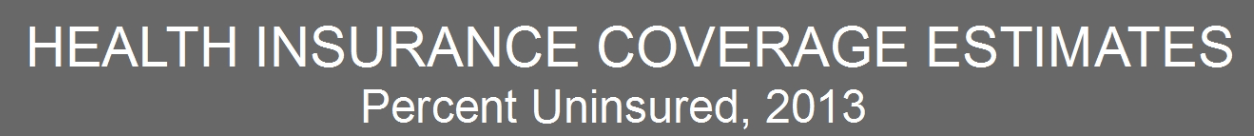 HEALTH INSURANCE COVERAGE ESTIMATES
Percent Uninsured, 2013